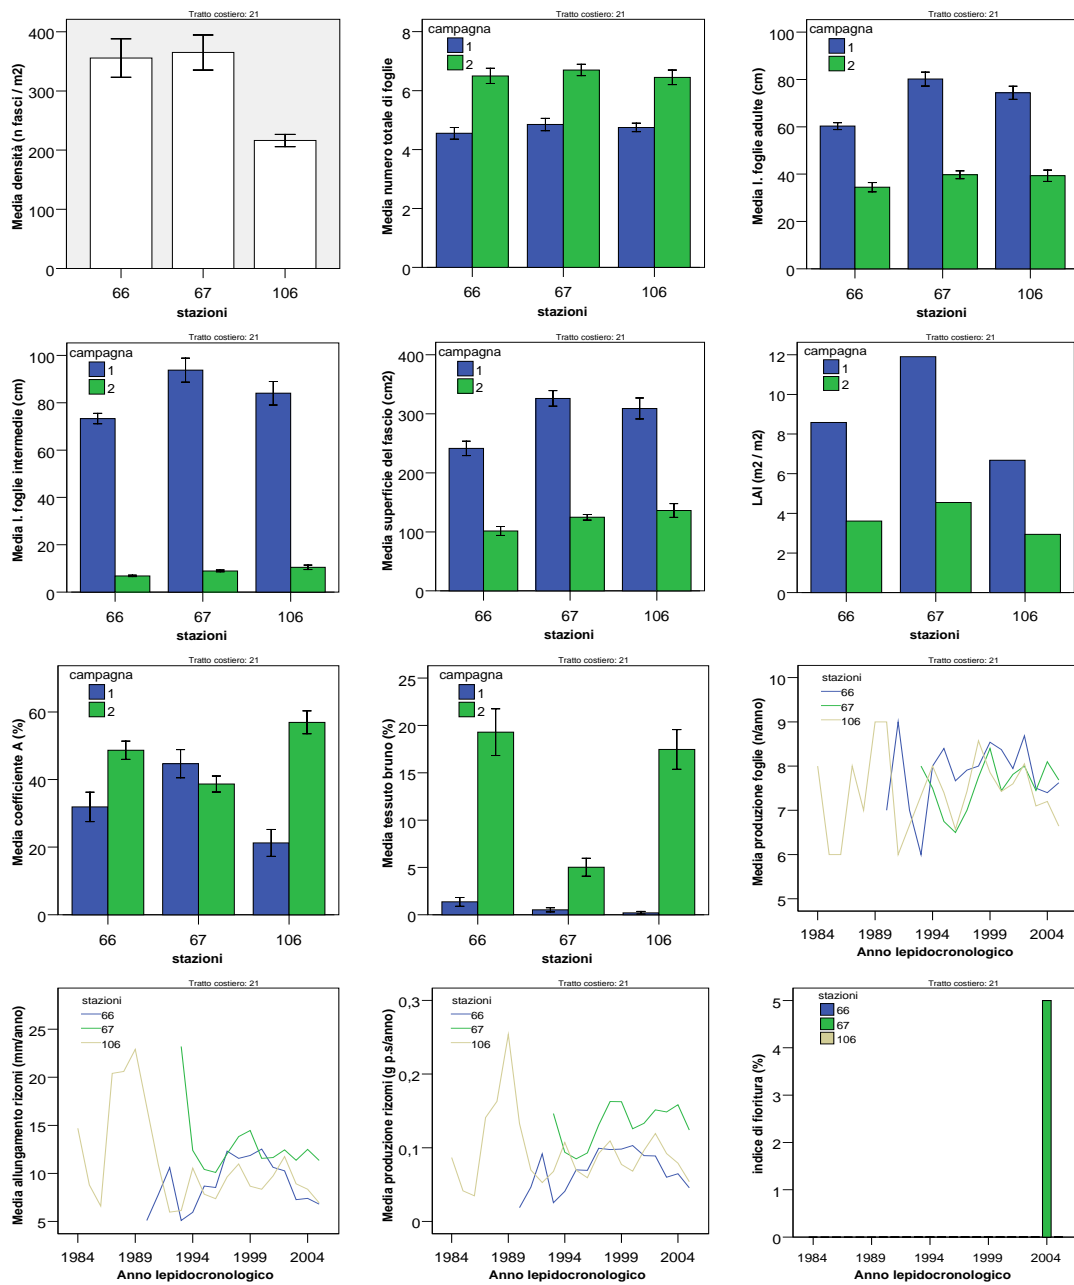 Tratto costiero: 21
Media densità (n fasci / m2)
400
300
200
100
0
66 67 106
stazioni
Tratto costiero: 21
campagna
1
2
Media numero totale di foglie
8
6
4
2
0
66 67 106
stazioni
Tratto costiero: 21
campagna
1
2
Media l. foglie adulte (cm)
100
80
60
40
20
0
66 67 106
stazioni
Tratto costiero: 21
campagna
1
2
Media l. foglie intermedie (cm)
100
80
60
40
20
0
66 67 106
stazioni
Tratto costiero: 21
campagna
1
2
Media superficie del fascio (cm2)
400
300
200
100
0
66 67 106
stazioni
Tratto costiero: 21
campagna
1
2
LAI (m2 / m2)
12
10
8
6
4
2
0
66 67 106
stazioni
Tratto costiero: 21
campagna
1
2
Media coefficiente A (%)
60
40
20
0
66 67 106
stazioni
Tratto costiero: 21
campagna
1
2
Media tessuto bruno (%)
25
20
15
10
5
0
66 67 106
stazioni
Tratto costiero: 21
stazioni
66
67
106
Media produzione foglie (n/anno)
10
9
8
7
6
5
1984 1989 1994 1999 2004
Anno lepidocronologico
Tratto costiero: 21
stazioni
66
67
106
Media allungamento rizomi (mm/anno)
25
20
15
10
5
1984 1989 1994 1999 2004
Anno lepidocronologico
Tratto costiero: 21
stazioni
66
67
106
Media produzione rizomi (g p.s/anno)
0,3
0,2
0,1
0
1984 1989 1994 1999 2004
Anno lepidocronologico
Tratto costiero: 21
stazioni
66
67
106
indice di fioritura (%)
5
4
3
2
1
0
1984 1989 1994 1999 2004
Anno lepidocronologico